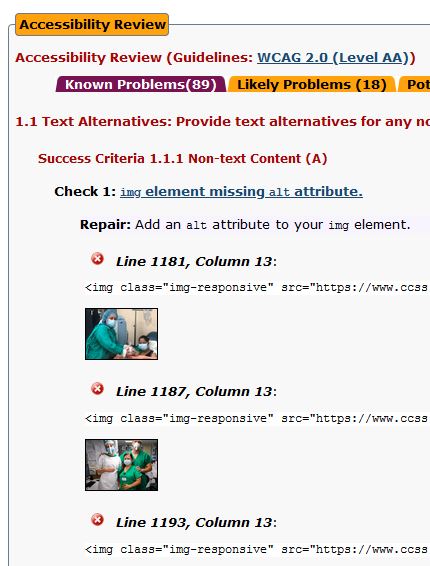 Accessibility Review
Accessibility Review (Guidelines: WCAG 2.0 (Level AA))
Known Problems(89) Likely Problems (18) Pot
1.1 Text Alternatives: Provide text alternatives for any no
Success Criteria 1.1.1 Non-text Content (A)
Check 1: img element missing alt attribute.
Repair: Add an alt attribute to your img element.
Line 1181, Column 13:
<img class="img-responsive" src="https://www.ccss
Line 1187, Column 13:
<img class="img-responsive" src="https://www.ccss
Line 1193, Column 13:
<img class="img-responsive" src="https://www.ccss